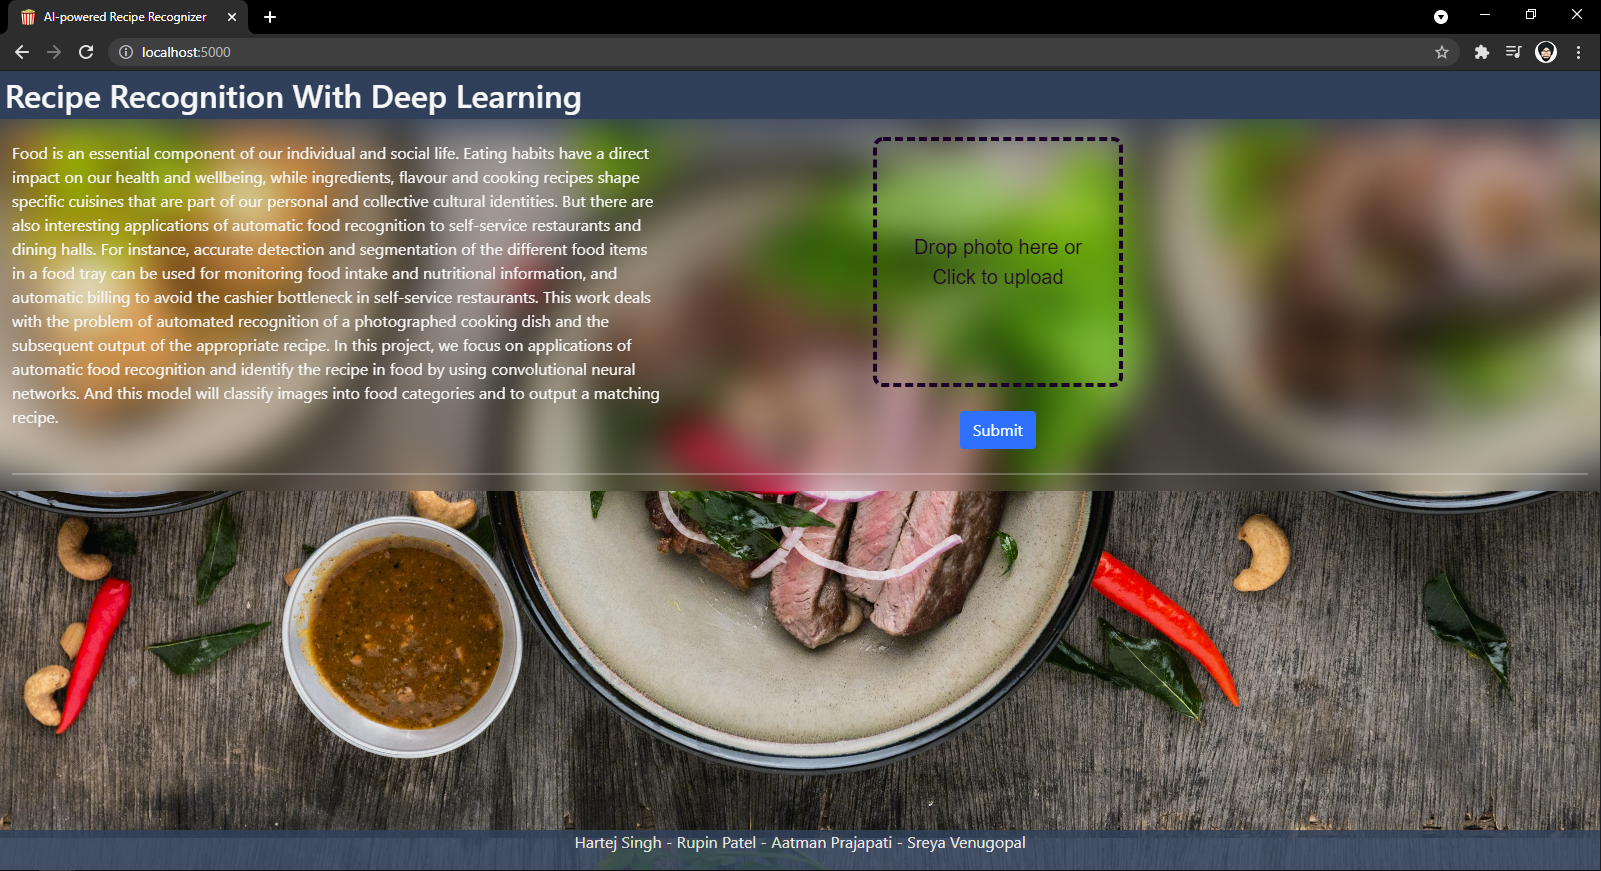 AI-powered Recipe Recognizer
localhost:5000
Recipe Recognition With Deep Learning
Food is an essential component of our individual and social life. Eating habits have a direct
impact on our health and wellbeing, while ingredients, flavour and cooking recipes shape
specific cuisines that are part of our personal and collective cultural identities. But there are
also interesting applications of automatic food recognition to self-service restaurants and
dining halls. For instance, accurate detection and segmentation of the different food items
in a food tray can be used for monitoring food intake and nutritional information, and
automatic billing to avoid the cashier bottleneck in self-service restaurants. This work deals
with the problem of automated recognition of a photographed cooking dish and the
subsequent output of the appropriate recipe. In this project, we focus on applications of
automatic food recognition and identify the recipe in food by using convolutional neural
networks. And this model will classify images into food categories and to output a matching
recipe.
Drop photo here or
Click to upload
Submit
Hartej Singh - Rupin Patel - Aatman Prajapati - Sreya Venugopal